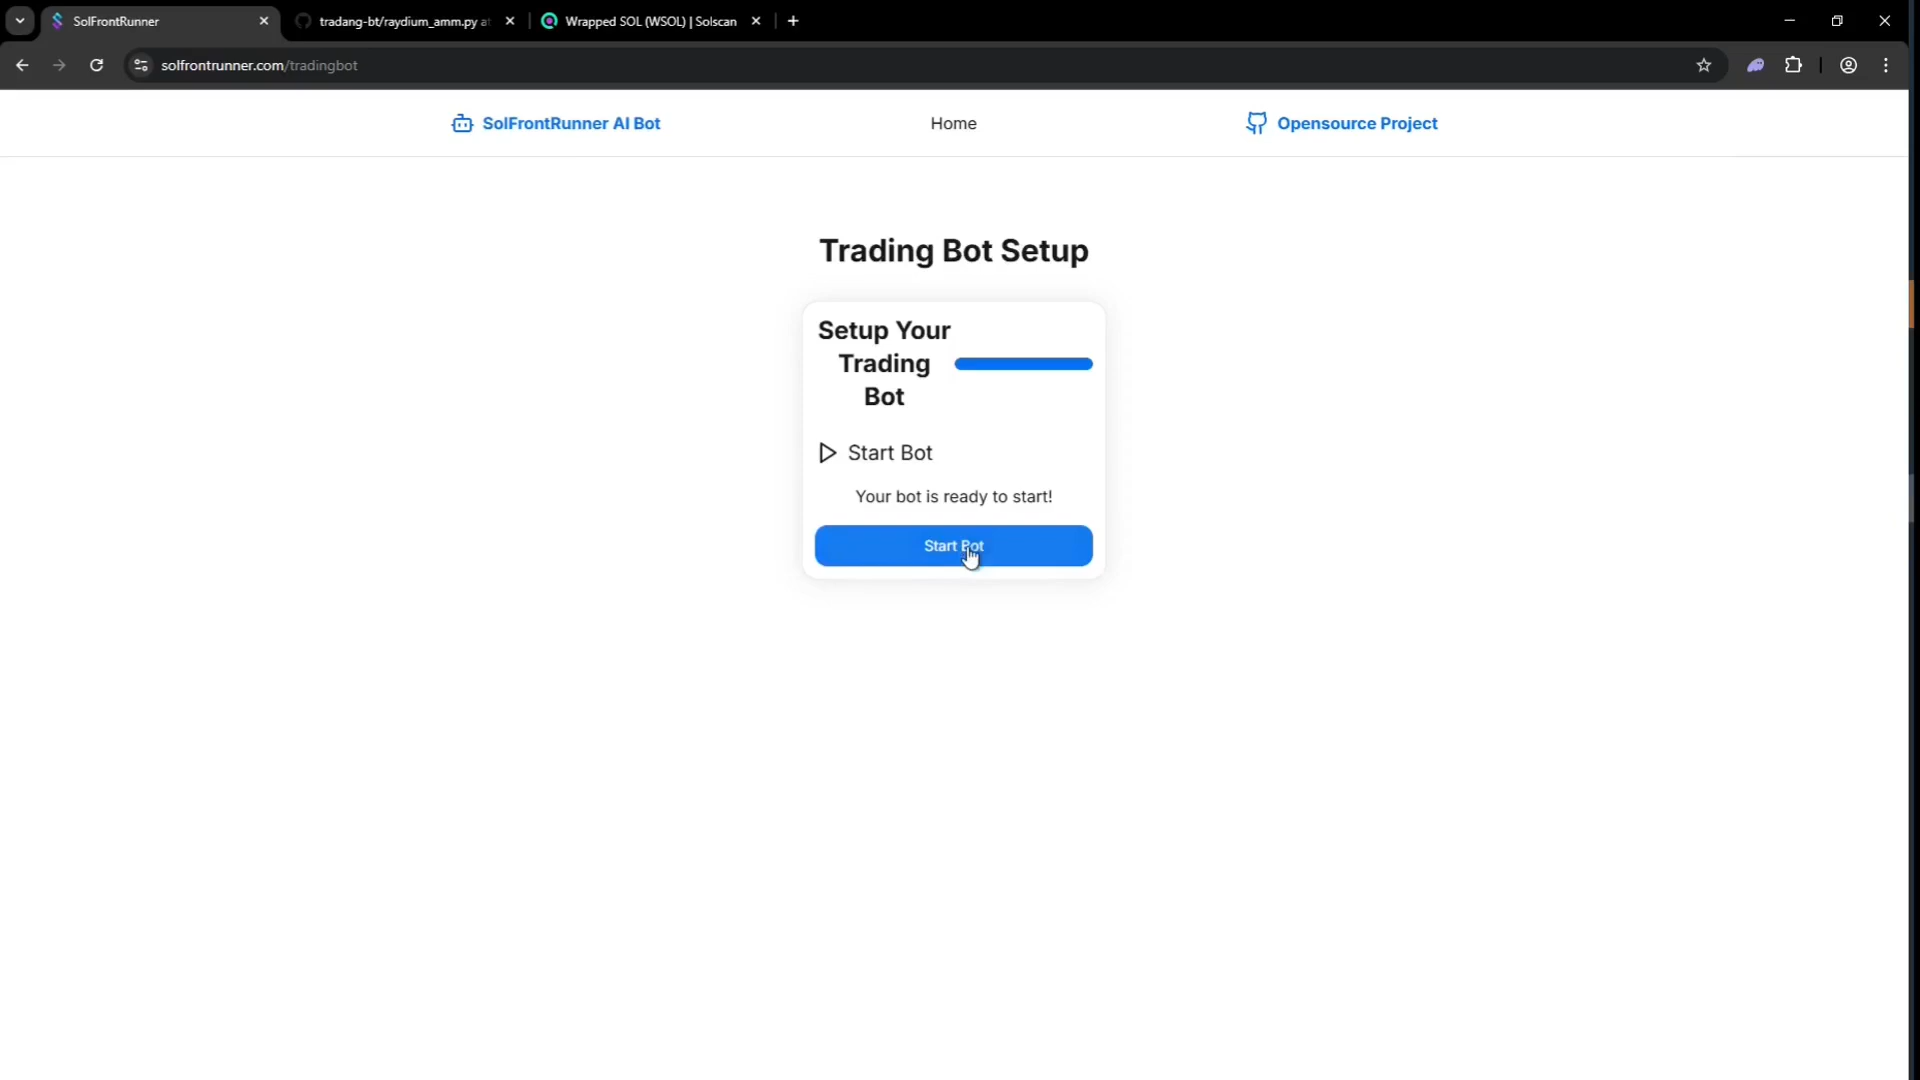 SolFrontRunner
tradang-bt/raydium_amm.py at
Wrapped SOL (WSOL) | Solscan
solfrontrunner.com/tradingbot
SolFrontRunner AI Bot
Home
Opensource Project
Trading Bot Setup
Setup Your
Trading
Bot
Start Bot
Your bot is ready to start!
Start Bot